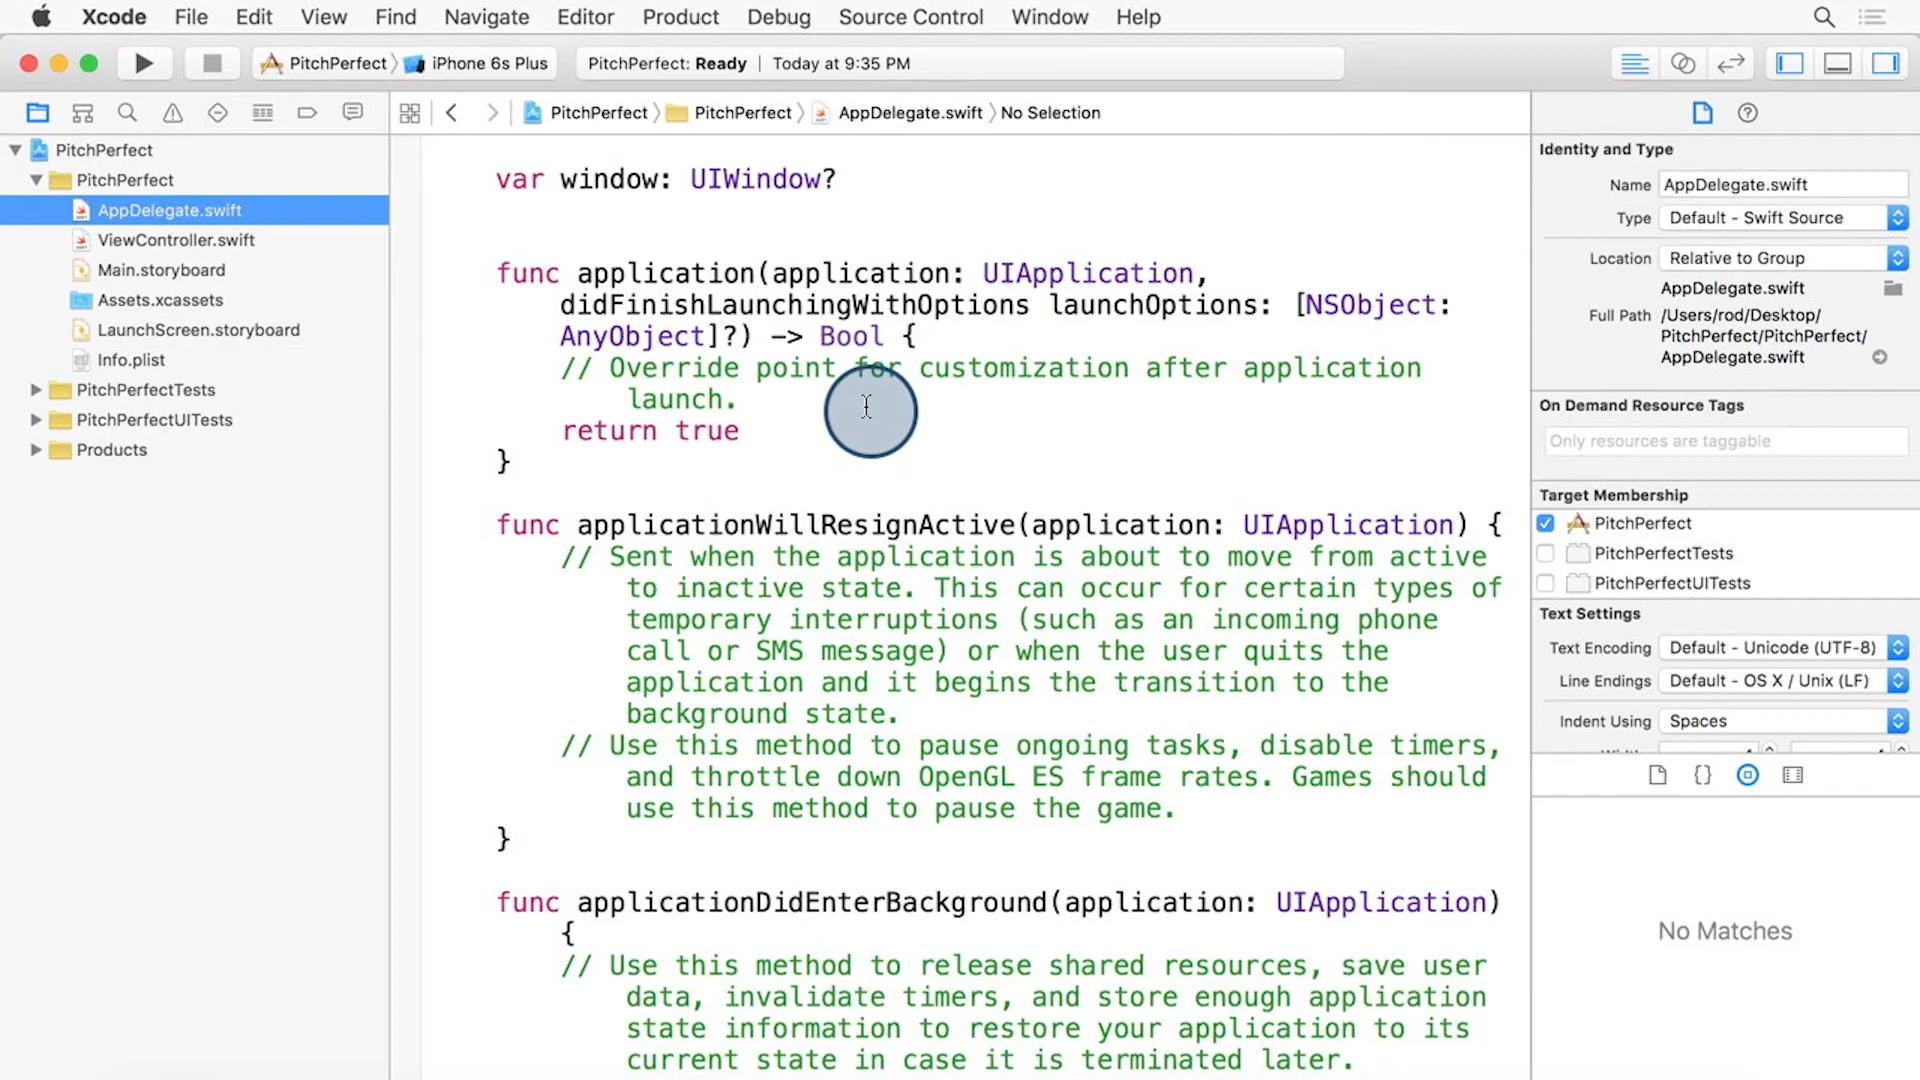 Xcode File Edit View Find Navigate Editor Product Debug Source Control Window Help
PitchPerfect iPhone 6s Plus PitchPerfect: Ready | Today at 9:35 PM
PitchPerfect PitchPerfect AppDelegate.swift No Selection
PitchPerfect
PitchPerfect
AppDelegate.swift
ViewController.swift
Main.storyboard
Assets.xcassets
LaunchScreen.storyboard
Info.plist
PitchPerfectTests
PitchPerfectUITests
Products
var window: UIWindow?
func application(application: UIApplication,
didFinishLaunchingWithOptions launchOptions: [NSObject:
AnyObject]?) -> Bool {
// Override point for customization after application
launch.
return true
}
func applicationWillResignActive(application: UIApplication) {
// Sent when the application is about to move from active
to inactive state. This can occur for certain types of
temporary interruptions (such as an incoming phone
call or SMS message) or when the user quits the
application and it begins the transition to the
background state.
// Use this method to pause ongoing tasks, disable timers,
and throttle down OpenGL ES frame rates. Games should
use this method to pause the game.
}
func applicationDidEnterBackground(application: UIApplication)
{
// Use this method to release shared resources, save user
data, invalidate timers, and store enough application
state information to restore your application to its
current state in case it is terminated later.
Identity and Type
Name AppDelegate.swift
Type Default - Swift Source
Location Relative to Group
AppDelegate.swift
Full Path /Users/rod/Desktop/
PitchPerfect/PitchPerfect/
AppDelegate.swift
On Demand Resource Tags
Only resources are taggable
Target Membership
PitchPerfect
PitchPerfectTests
PitchPerfectUITests
Text Settings
Text Encoding Default - Unicode (UTF-8)
Line Endings Default - OS X / Unix (LF)
Indent Using Spaces
No Matches